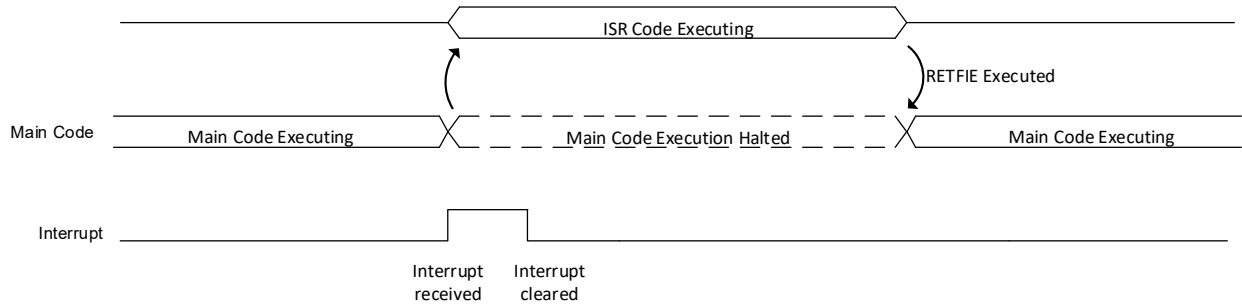 ISR Code Executing
RETFIE Executed
Main Code
Main Code Executing
Main Code Execution Halted
Main Code Executing
Interrupt
Interrupt
received
Interrupt
cleared